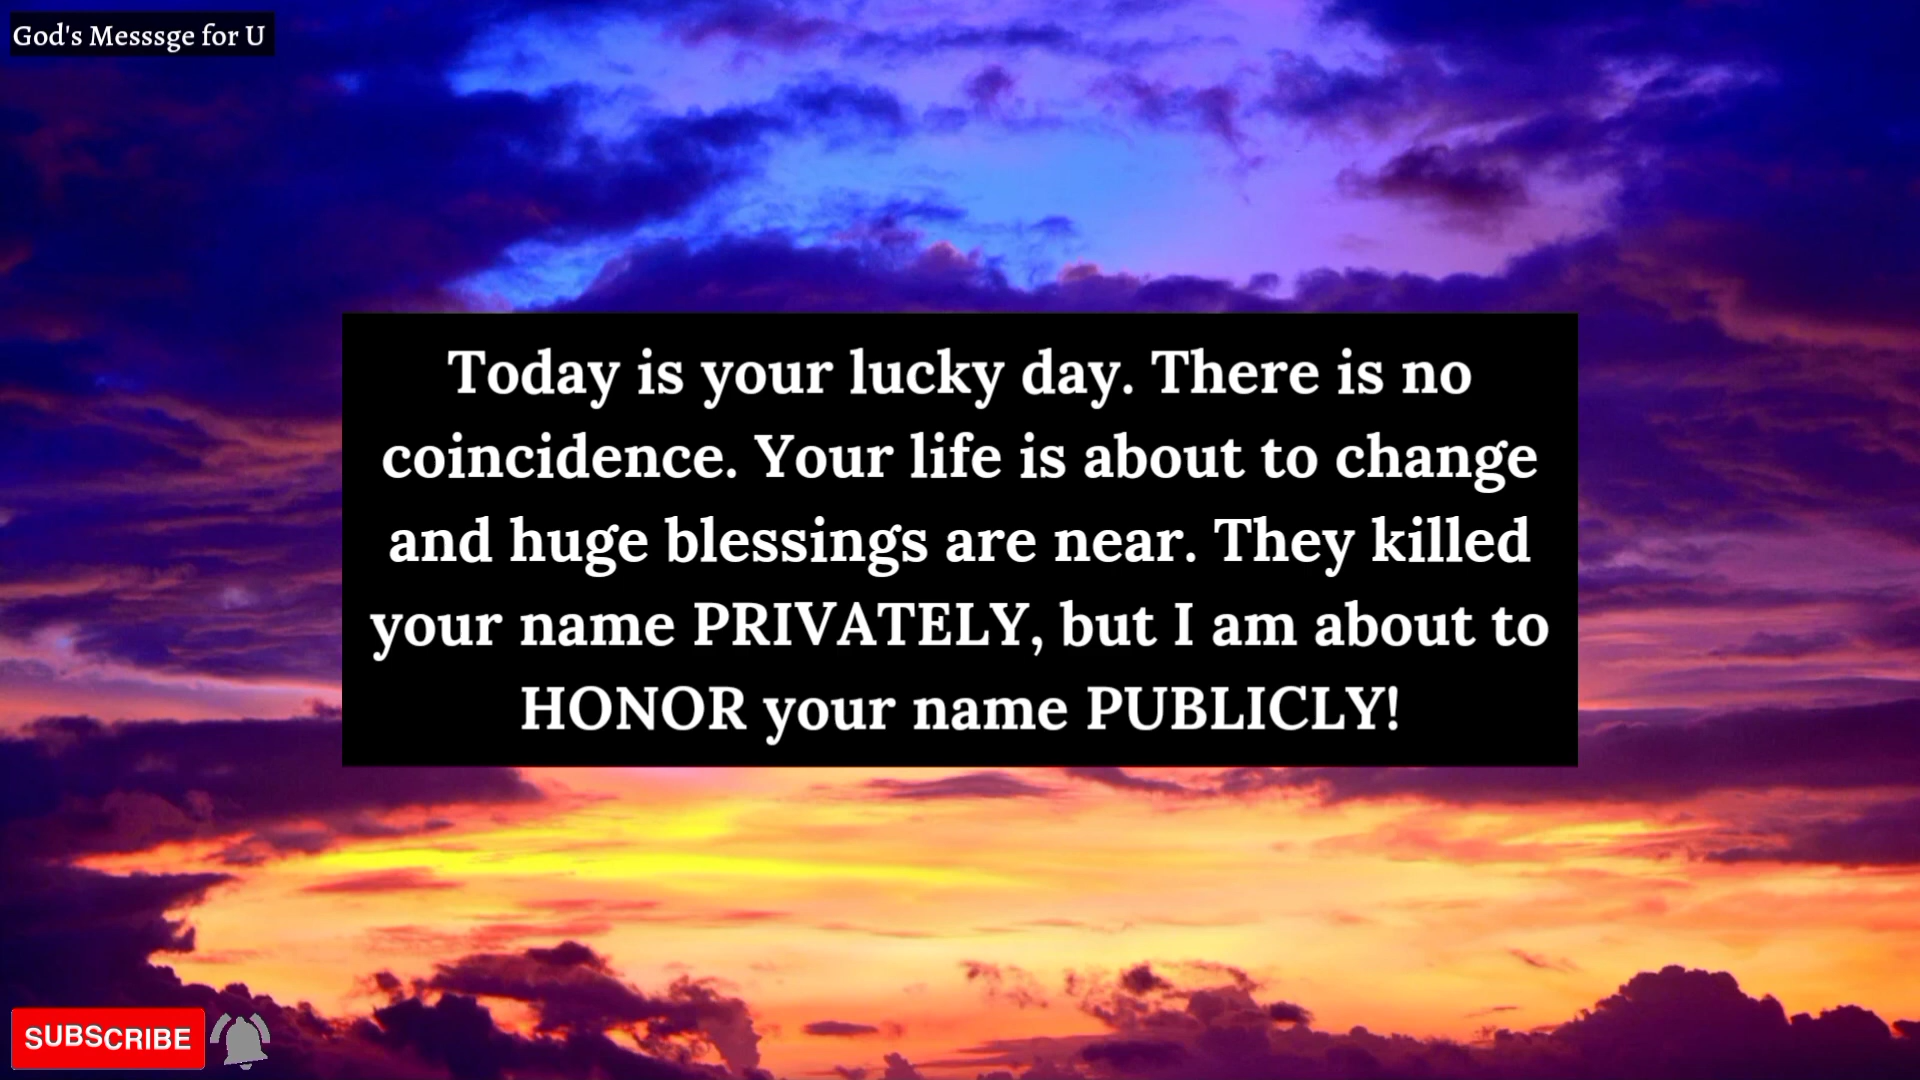 God's Messsge for U
Today is your lucky day. There is no
coincidence. Your life is about to change
and huge blessings are near. They killed
your name PRIVATELY, but I am about to
HONOR your name PUBLICLY!
SUBSCRIBE